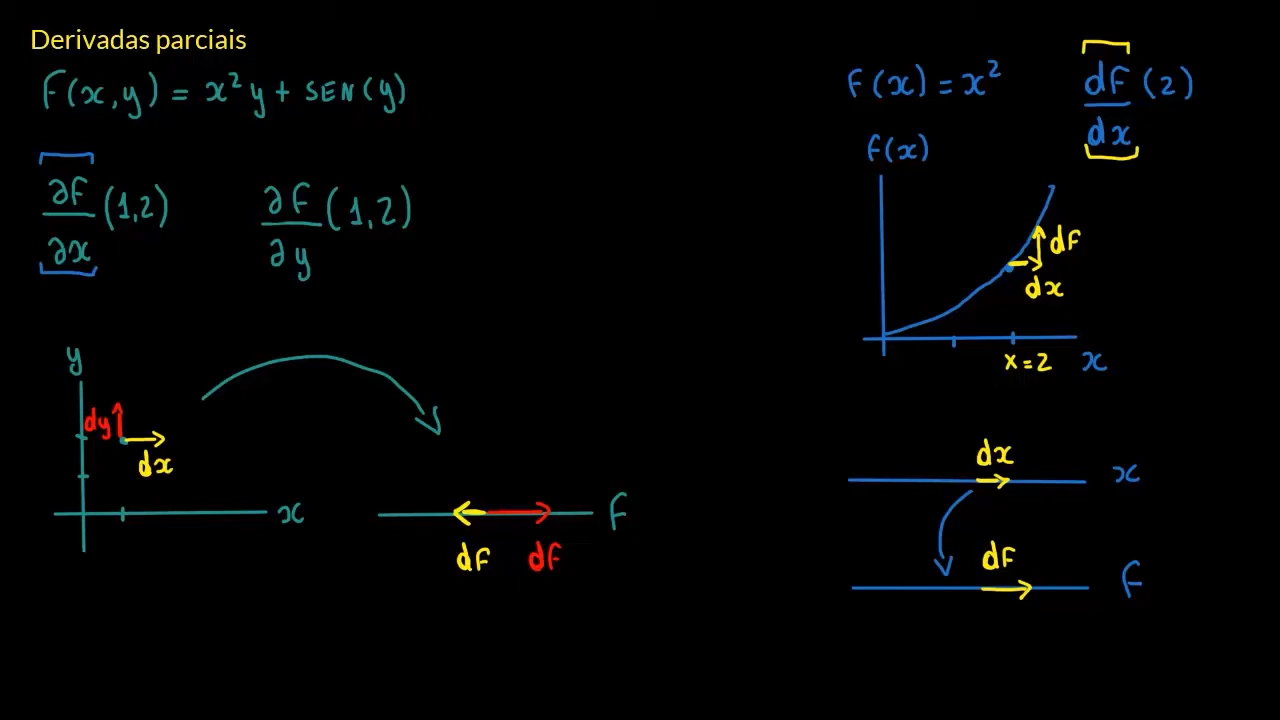 Derivadas parciais
F(x,y) = x²y + SEN(y)
∂F/∂x (1,2)
∂F/∂y (1,2)
y
dy
dx
x
dF
dF
F
F(x) = x²
dF/dx (2)
F(x)
dF
dx
x=2
x
dx
x
dF
F